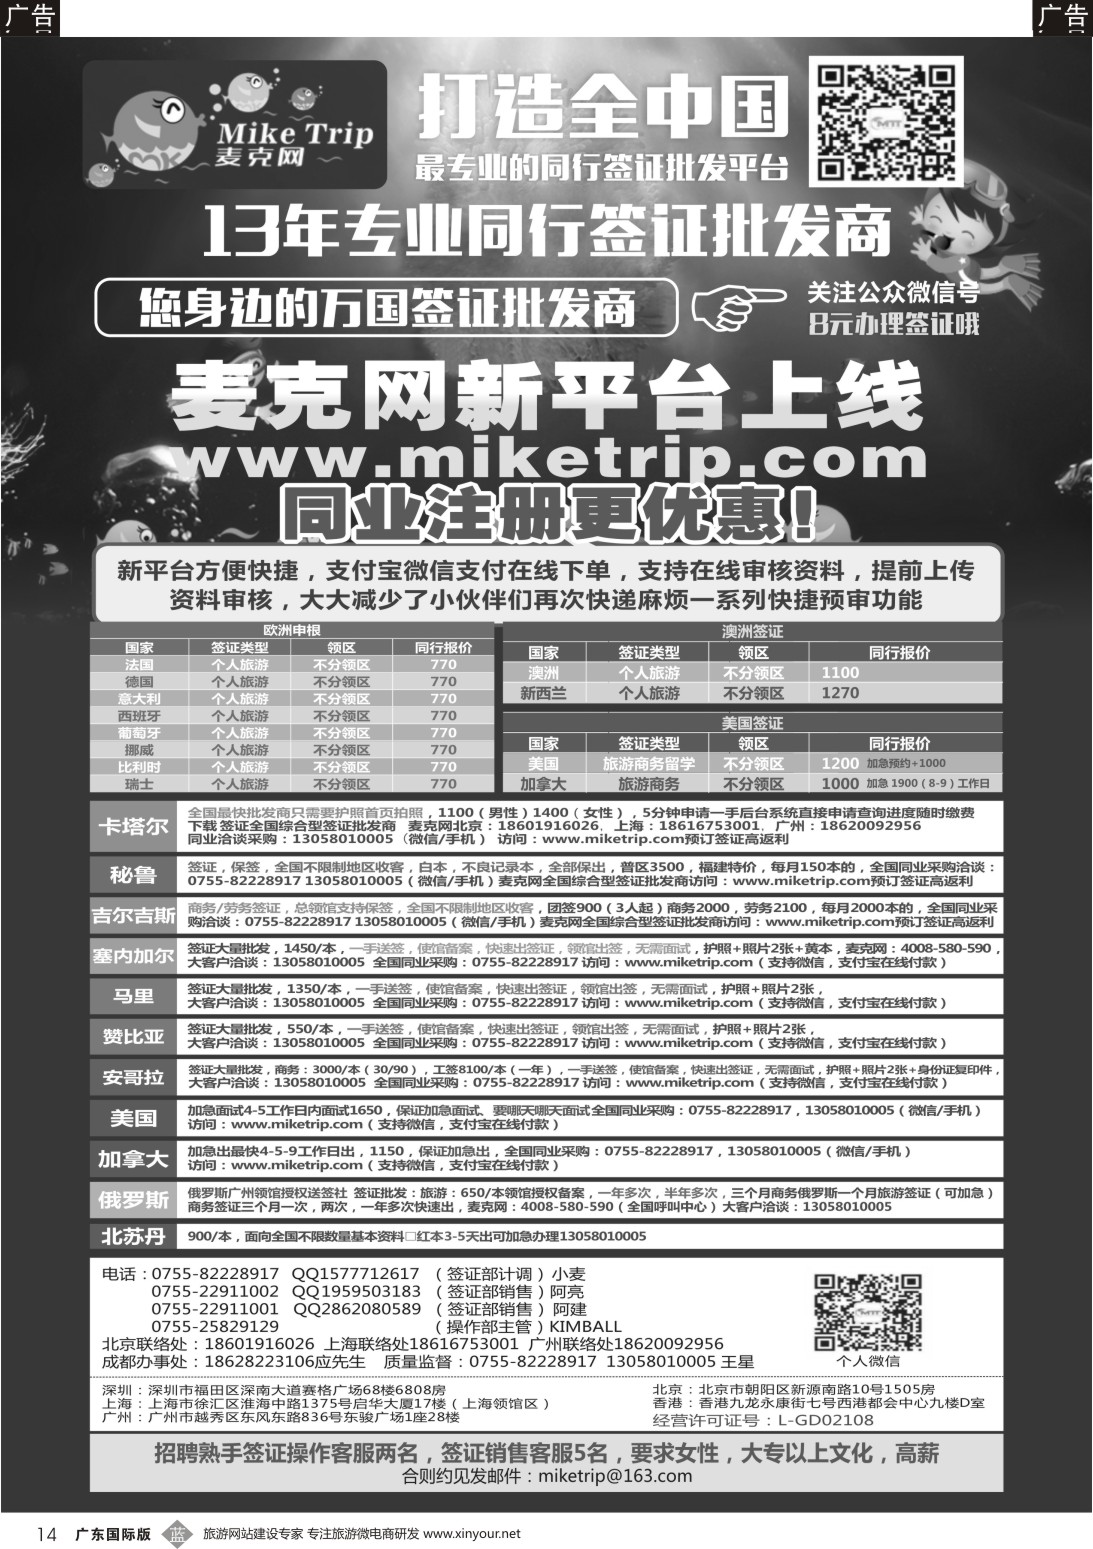 广告
广告
Mike Trip
麦克网
打造全中国
最专业的同行签证批发平台
13年专业同行签证批发商
您身边的万国签证批发商
关注公众微信号
8元办理签证哦
麦克网新平台上线
www.miketrip.com
同业注册更优惠!
新平台方便快捷，支付宝微信支付在线下单，支持在线审核资料，提前上传
资料审核，大大减少了小伙伴们再次快递麻烦一系列快捷预审功能
欧洲申根
国家 签证类型 领区 同行报价
法国 个人旅游 不分领区 770
德国 个人旅游 不分领区 770
意大利 个人旅游 不分领区 770
西班牙 个人旅游 不分领区 770
葡萄牙 个人旅游 不分领区 770
挪威 个人旅游 不分领区 770
比利时 个人旅游 不分领区 770
瑞士 个人旅游 不分领区 770
澳洲签证
国家 签证类型 领区 同行报价
澳洲 个人旅游 不分领区 1100
新西兰 个人旅游 不分领区 1270
美国签证
国家 签证类型 领区 同行报价
美国 旅游商务留学 不分领区 1200 加急预约+1000
加拿大 旅游商务 不分领区 1000 加急 1900（8-9）工作日
卡塔尔
全国最快批发商只需要护照首页拍照，1100（男性）1400（女性），5分钟申请一手后台系统直接申请查询进度随时缴费
下载 签证全国综合型签证批发商 麦克网北京：18601916026，上海：18616753001，广州：18620092956
同业洽谈采购：13058010005（微信/手机） 访问：www.miketrip.com预订签证高返利
秘鲁
签证，保签，全国不限制地区收客，白本，不良记录本，全部保出，普区3500，福建特价，每月150本的，全国同业采购洽谈：
0755-82228917 13058010005（微信/手机）麦克网全国综合型签证批发商访问：www.miketrip.com预订签证高返利
吉尔吉斯
商务/劳务签证，总领馆支持保签，全国不限制地区收客，团签900（3人起）商务2000，劳务2100，每月2000本的，全国同业采
购洽谈：0755-82228917 13058010005（微信/手机）麦克网全国综合型签证批发商访问：www.miketrip.com预订签证高返利
塞内加尔
签证大量批发，1450/本，一手送签，使馆备案，快速出签证，领馆出签，无需面试，护照+照片2张+黄本，麦克网：4008-580-590，
大客户洽谈：13058010005 全国同业采购：0755-82228917 访问：www.miketrip.com（支持微信，支付宝在线付款）
马里
签证大量批发，1350/本，一手送签，使馆备案，快速出签证，领馆出签，无需面试，护照+照片2张，
大客户洽谈：13058010005 全国同业采购：0755-82228917 访问：www.miketrip.com（支持微信，支付宝在线付款）
赞比亚
签证大量批发，550/本，一手送签，使馆备案，快速出签证，领馆出签，无需面试，护照+照片2张，
大客户洽谈：13058010005 全国同业采购：0755-82228917 访问：www.miketrip.com（支持微信，支付宝在线付款）
安哥拉
签证大量批发，商务：3000/本（30/90），工签8100/本（一年），一手送签，使馆备案，快速出签证，无需面试，护照+照片2张+身份证复印件，
大客户洽谈：13058010005 全国同业采购：0755-82228917 访问：www.miketrip.com（支持微信，支付宝在线付款）
美国
加急面试4-5工作日内面试1650，保证加急面试、要哪天哪天面试 全国同业采购：0755-82228917，13058010005（微信/手机）
访问：www.miketrip.com（支持微信，支付宝在线付款）
加拿大
加急出最快4-5-9工作日出，1150，保证加急出，全国同业采购：0755-82228917，13058010005（微信/手机）
访问：www.miketrip.com（支持微信，支付宝在线付款）
俄罗斯
俄罗斯广州领馆授权送签社 签证批发：旅游：650/本领馆授权备案，一年多次，半年多次，三个月商务俄罗斯一个月旅游签证（可加急）
商务签证三个月一次，两次，一年多次快速出，麦克网：4008-580-590（全国呼叫中心）大客户洽谈：13058010005
北苏丹
900/本，面向全国不限数量基本资料□红本3-5天出可加急办理13058010005
电话：0755-82228917 QQ1577712617 （签证部计调）小麦
0755-22911002 QQ1959503183 （签证部销售）阿亮
0755-22911001 QQ2862080589 （签证部销售）阿建
0755-25829129 （操作部主管）KIMBALL
北京联络处：18601916026 上海联络处18616753001 广州联络处18620092956
成都办事处：18628223106应先生 质量监督：0755-82228917 13058010005 王星
个人微信
深圳：深圳市福田区深南大道赛格广场68楼6808房
上海：上海市徐汇区淮海中路1375号启华大厦17楼（上海领馆区）
广州：广州市越秀区东风东路836号东骏广场1座28楼
北京：北京市朝阳区新源南路10号1505房
香港：香港九龙永康街七号西港都会中心九楼D室
经营许可证号：L-GD02108
招聘熟手签证操作客服两名，签证销售客服5名，要求女性，大专以上文化，高薪
合则约见发邮件：miketrip@163.com
14 广东国际版 蓝 旅游网站建设专家 专注旅游微电商研发 www.xinyour.net